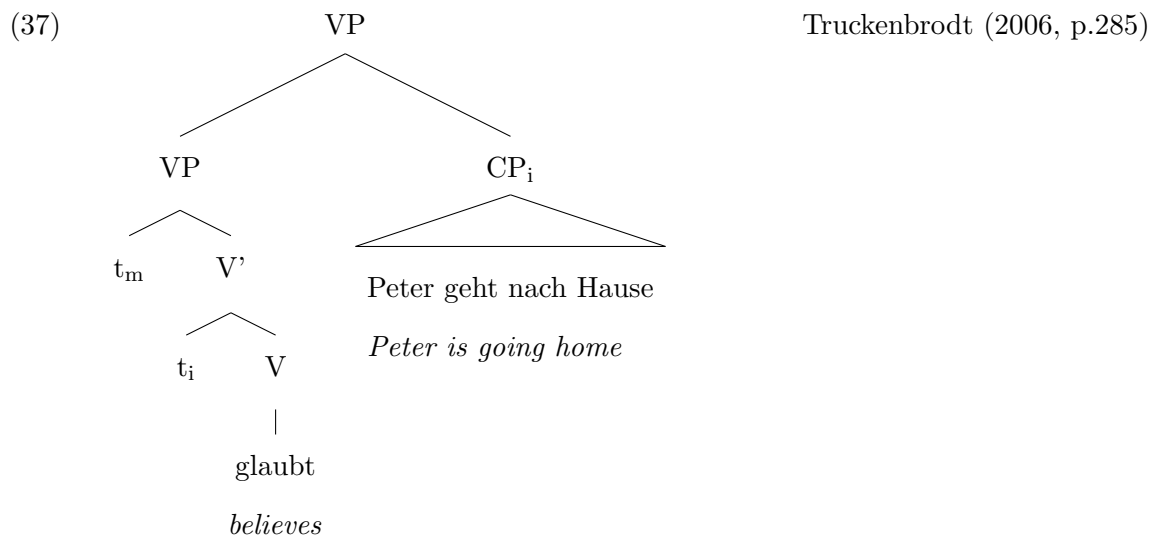 (37) VP Truckenbrodt (2006, p.285)
VP CPi
tm V’ Peter geht nach Hause
Peter is going home
ti V
glaubt
believes